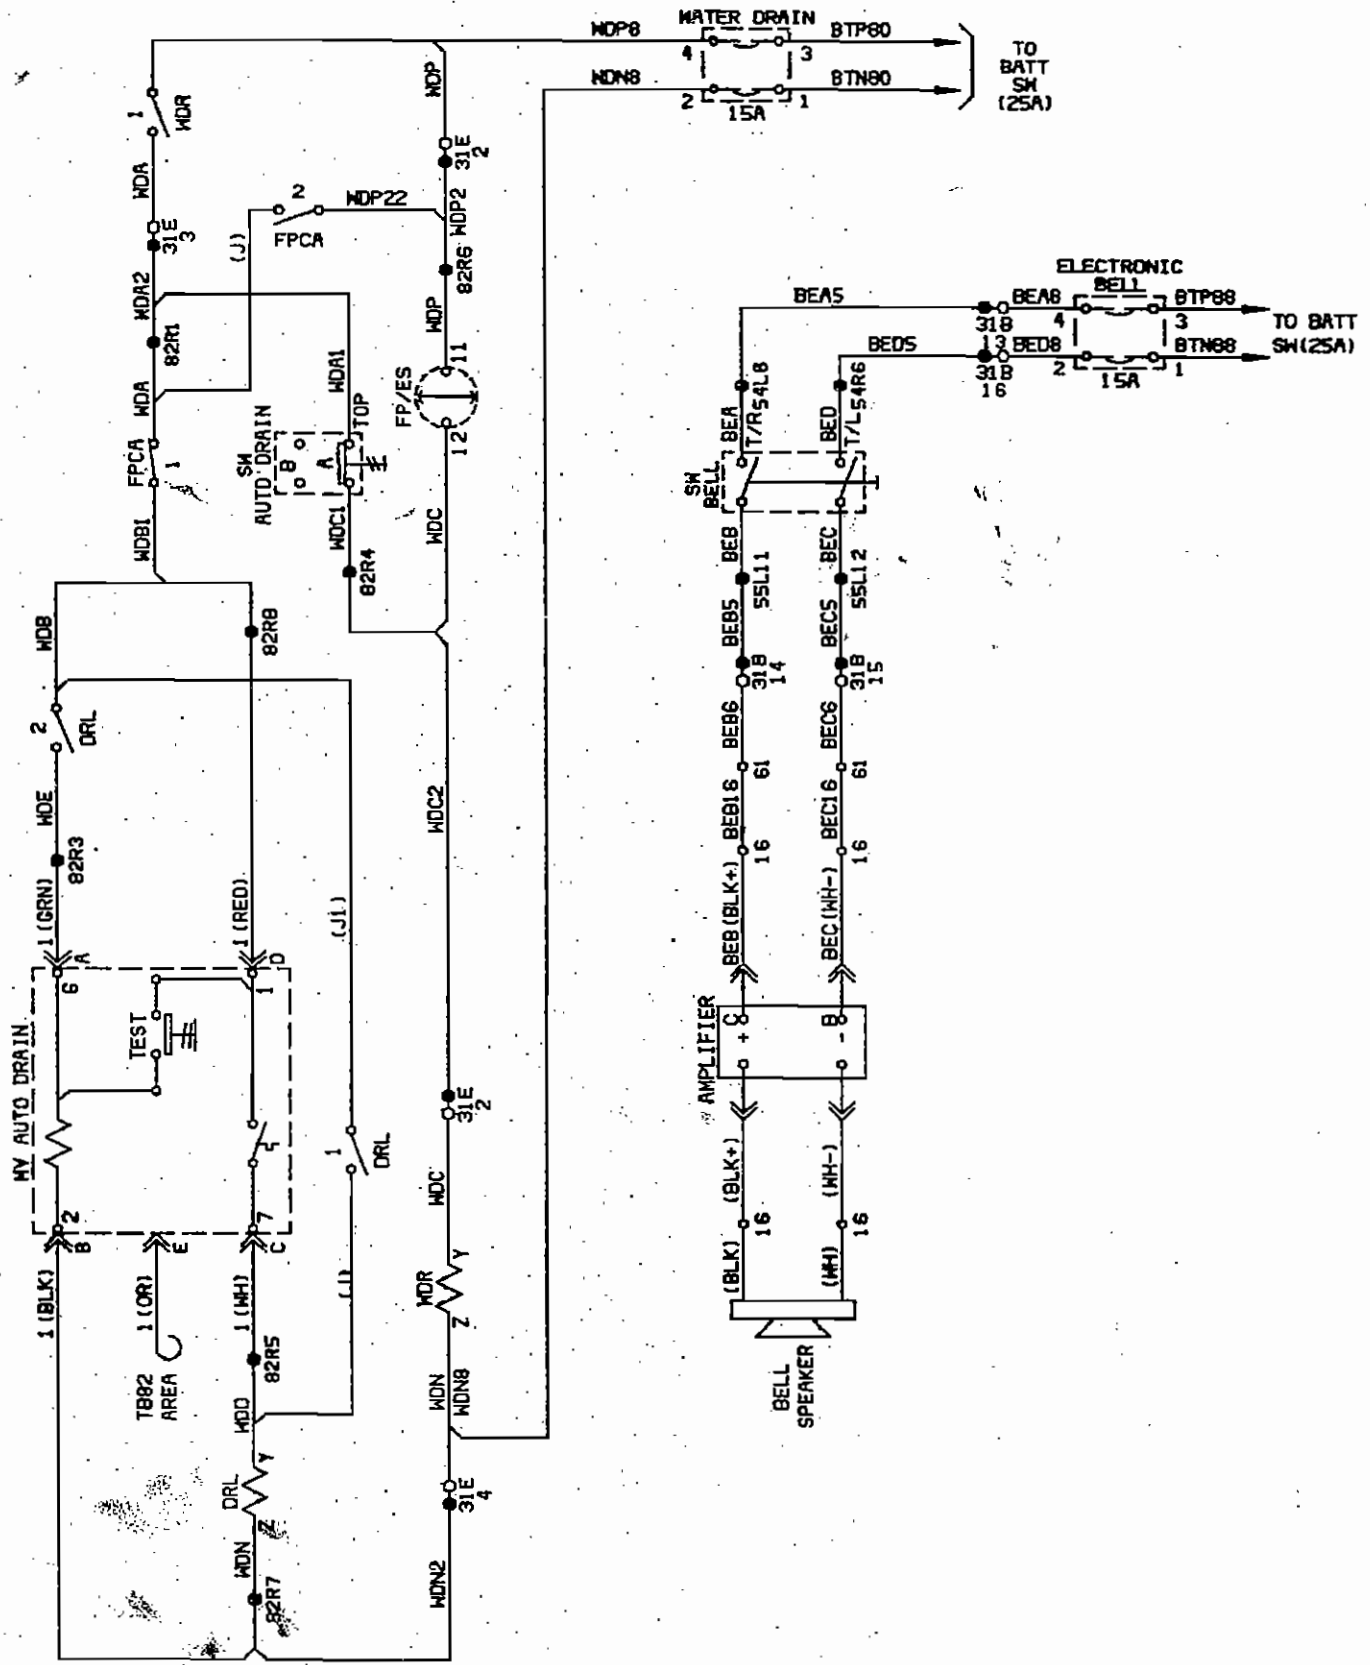 WATER DRAIN
WDP8
4
3
BTP80
WDN8
2
1
BTN80
15A
TO
BATT
SW
(25A)
1
WDR
WDA
31E
3
WDA2
82R1
WDA
FPCA
1
WDBI
(J)
2
FPCA
WDP22
WDP
31E
2
WDP2
82R6
WDP
11
FP/ES
12
WDC
WDA1
TOP
SW
AUTO DRAIN
B
A
WDC1
82R4
WDB
82R8
2
DRL
WDE
82R3
1(GRN)
A
6
1(RED)
D
1
(J1)
WDC2
MV AUTO DRAIN
TEST
2
B
E
7
C
1
DRL
(J)
31E
2
WDC
WDR
Y
Z
WDN
WDN8
31E
4
WDN2
1(BLK)
1(OR)
TB82
AREA
1(WH)
82R5
WDD
DRL
Y
Z
WDN
82R7
ELECTRONIC
BELL
BEA5
31B
13
BEA8
4
3
BTP88
BED5
31B
16
BED8
2
1
BTN88
15A
TO BATT
SW(25A)
BEA
T/R
54L8
BED
T/L
54R6
SW
BELL
BEB
55L11
BEC
55L12
BEB5
31B
14
BEC5
31B
15
BEB6
61
BEC6
61
BEB16
16
BEC16
16
BEB(BLK+)
BEC(WH-)
AMPLIFIER
C
+
B
-
(BLK+)
(WH-)
16
16
(BLK)
(WH)
BELL
SPEAKER